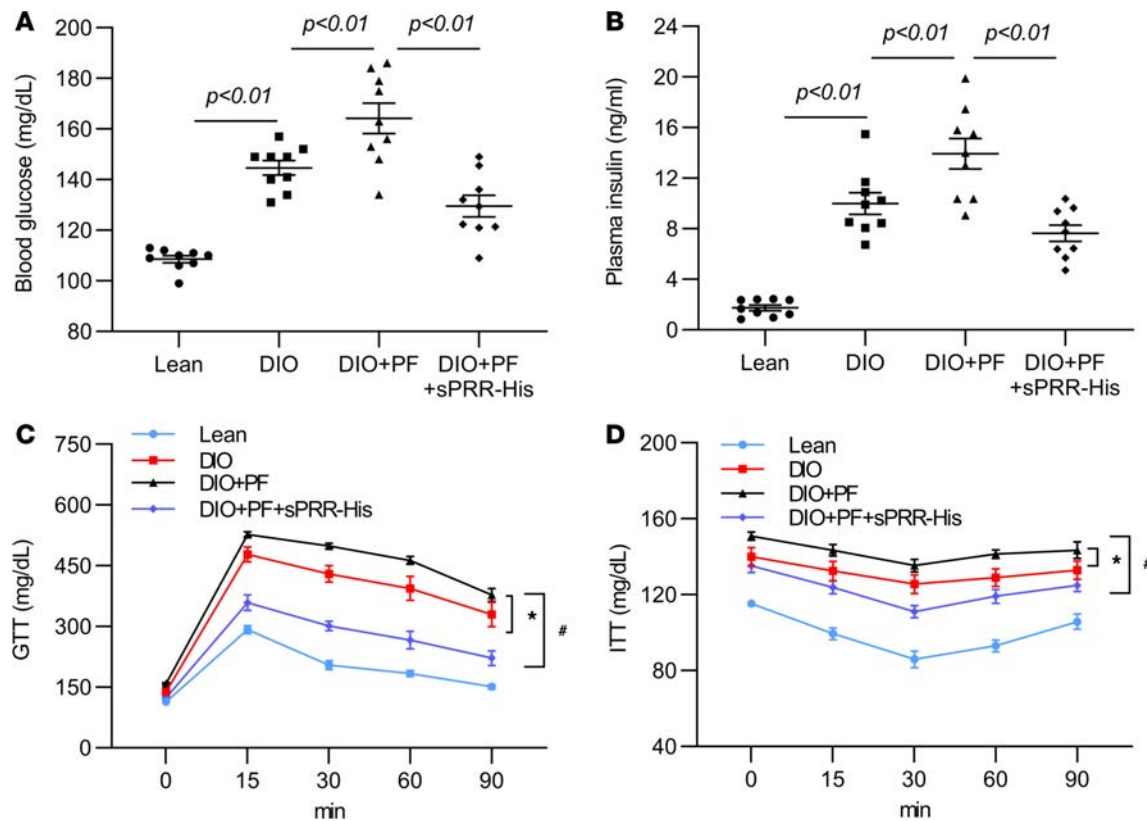 A
Blood glucose (mg/dL)
200
180
160
140
120
100
80
p<0.01
p<0.01
p<0.01
Lean
DIO
DIO+PF
DIO+PF
+sPRR-His
B
Plasma insulin (ng/ml)
24
20
16
12
8
4
0
p<0.01
p<0.01
p<0.01
Lean
DIO
DIO+PF
DIO+PF
+sPRR-His
C
GTT (mg/dL)
750
600
450
300
150
0
Lean
DIO
DIO+PF
DIO+PF+sPRR-His
*
#
0 15 30 60 90
min
D
ITT (mg/dL)
200
160
120
80
40
Lean
DIO
DIO+PF
DIO+PF+sPRR-His
*
#
0 15 30 60 90
min